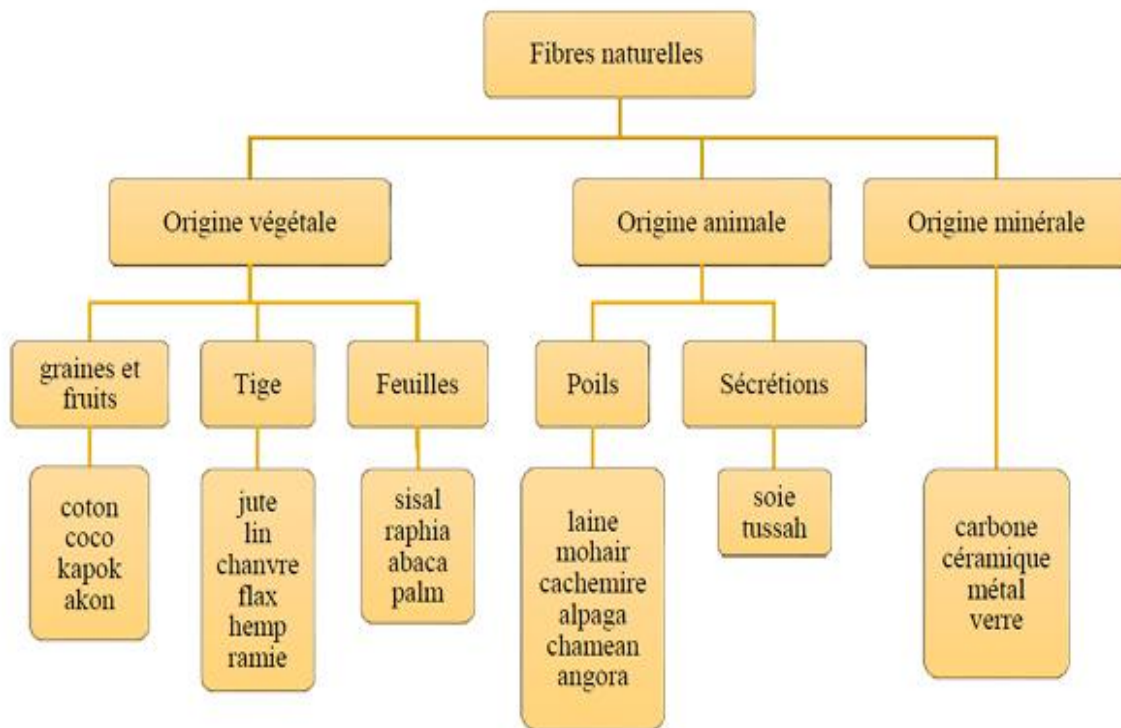 Fibres naturelles
Origine végétale
Origine animale
Origine minérale
graines et
fruits
Tige
Feuilles
Poils
Sécrétions
coton
coco
kapok
akon
jute
lin
chanvre
flax
hemp
ramie
sisal
raphia
abaca
palm
laine
mohair
cachemire
alpaga
chamean
angora
soie
tussah
carbone
céramique
métal
verre